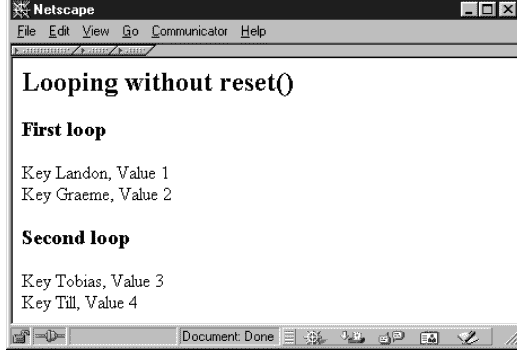 Netscape
File Edit View Go Communicator Help
Looping without reset()
First loop
Key Landon, Value 1
Key Graeme, Value 2
Second loop
Key Tobias, Value 3
Key Till, Value 4
Document: Done